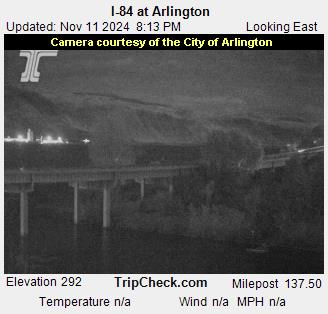 I-84 at Arlington
Updated: Nov 11 2024 8:13 PM Looking East
Camera courtesy of the City of Arlington
Elevation 292 TripCheck.com Milepost 137.50
Temperature n/a Wind n/a MPH n/a